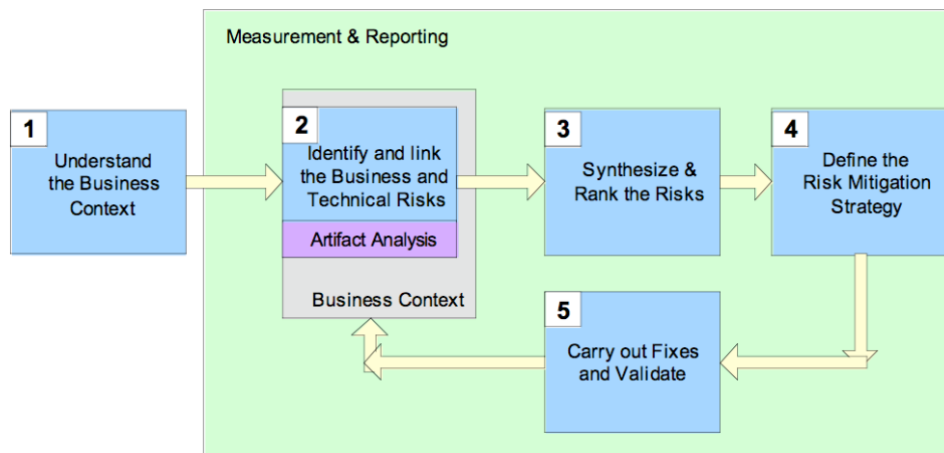 Measurement & Reporting
1
Understand
the Business
Context
2
Identify and link
the Business and
Technical Risks
Artifact Analysis
Business Context
3
Synthesize &
Rank the Risks
4
Define the
Risk Mitigation
Strategy
5
Carry out Fixes
and Validate